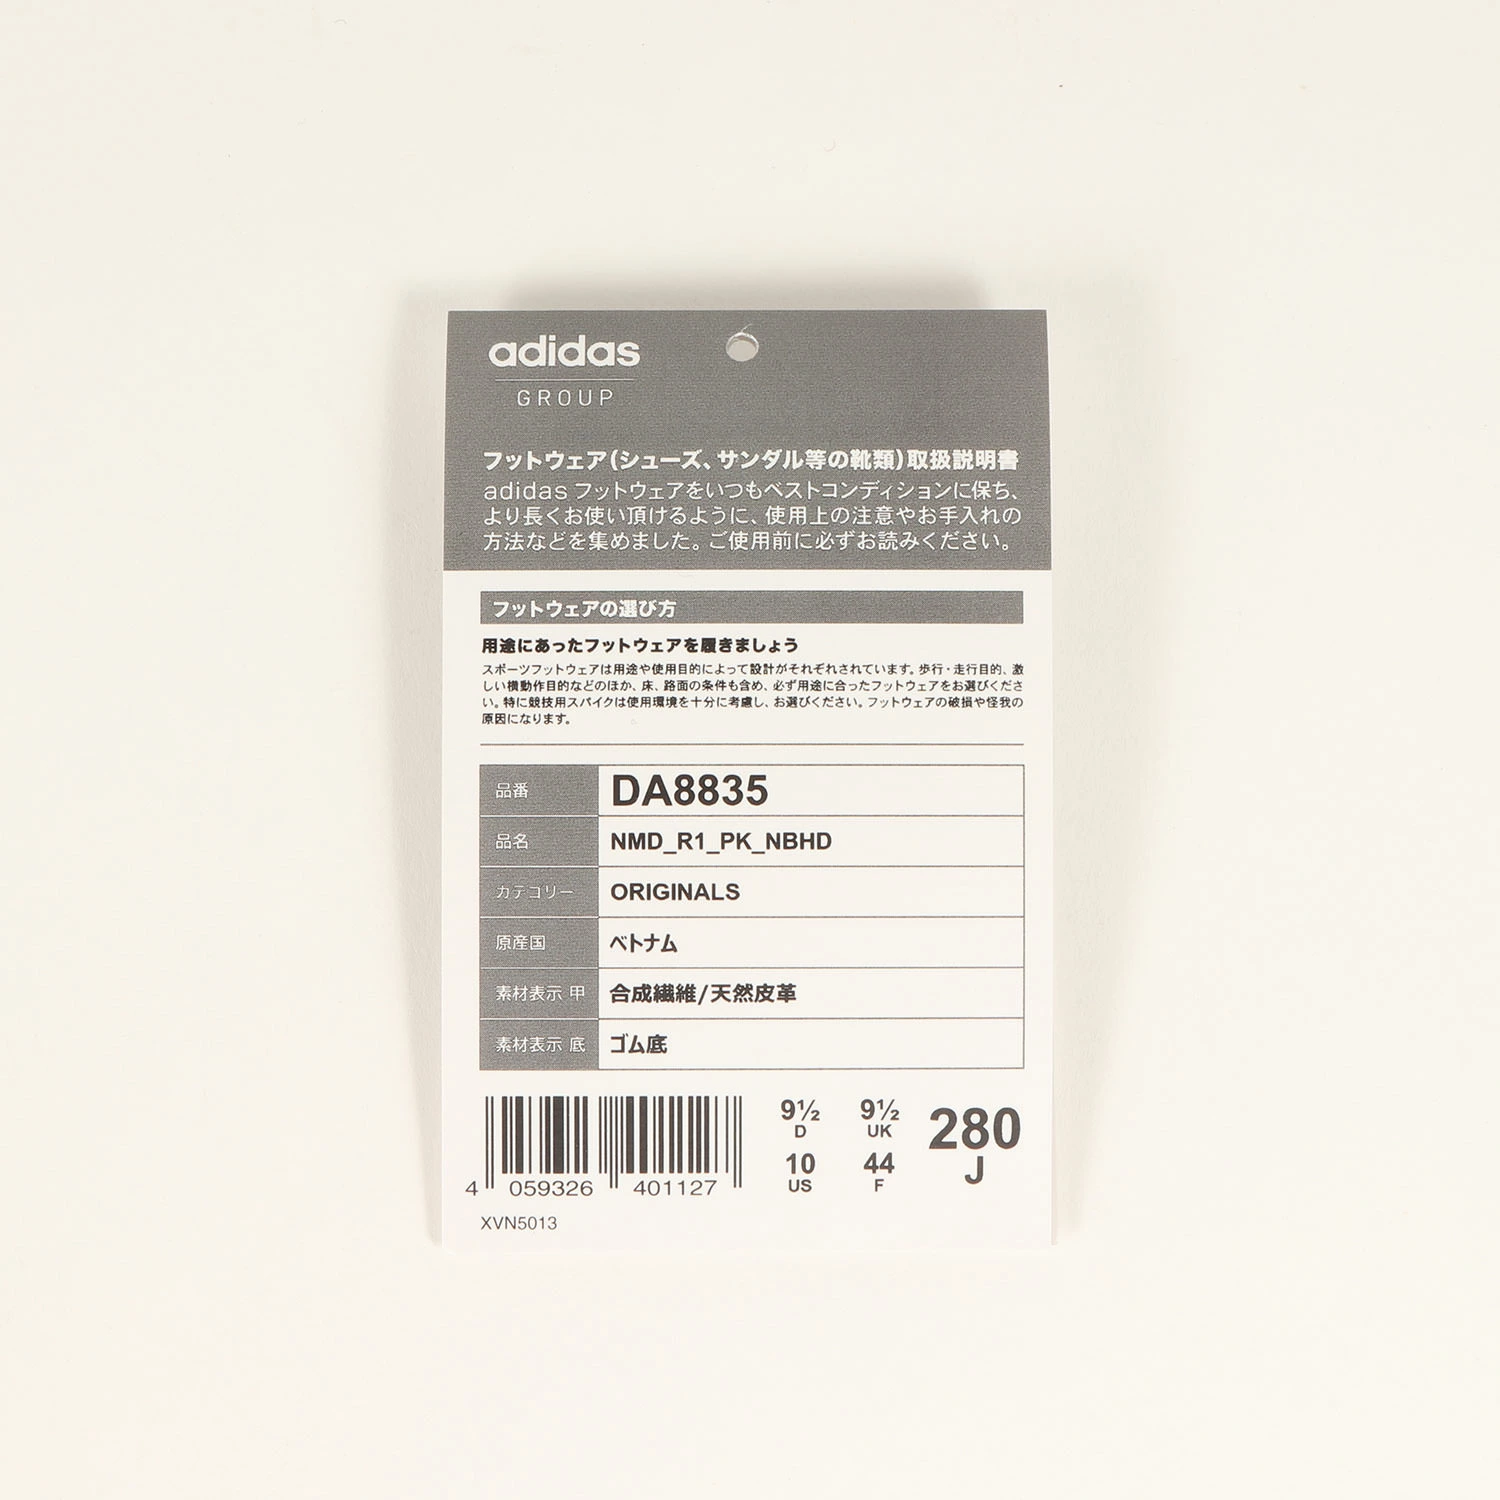 adidas
GROUP
フットウェア(シューズ、サンダル等の靴類)取扱説明書
adidas フットウェアをいつもベストコンディションに保ち、
より長くお使い頂けるように、使用上の注意やお手入れの
方法などを集めました。ご使用前に必ずお読みください。
フットウェアの選び方
用途にあったフットウェアを履きましょう
スポーツフットウェアは用途や使用目的によって設計がそれぞれされています。歩行・走行目的、激
しい横動作目的などのほか、床、路面の条件も含め、必ず用途に合ったフットウェアをお選びくださ
い。特に競技用スパイクは使用環境を十分に考慮し、お選びください。フットウェアの破損や怪我の
原因になります。
品番 DA8835
品名 NMD_R1_PK_NBHD
カテゴリー ORIGINALS
原産国 ベトナム
素材表示 甲 合成繊維/天然皮革
素材表示 底 ゴム底
9½ 9½ 280
D UK J
10 44
US F
4 059326 401127
XVN5013